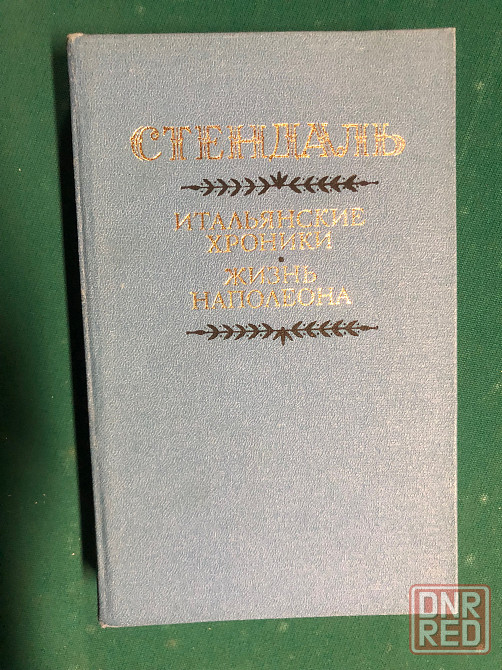 СТЕНДАЛЬ
ИТАЛЬЯНСКИЕ
ХРОНИКИ
•
ЖИЗНЬ
НАПОЛЕОНА
DNR
RED